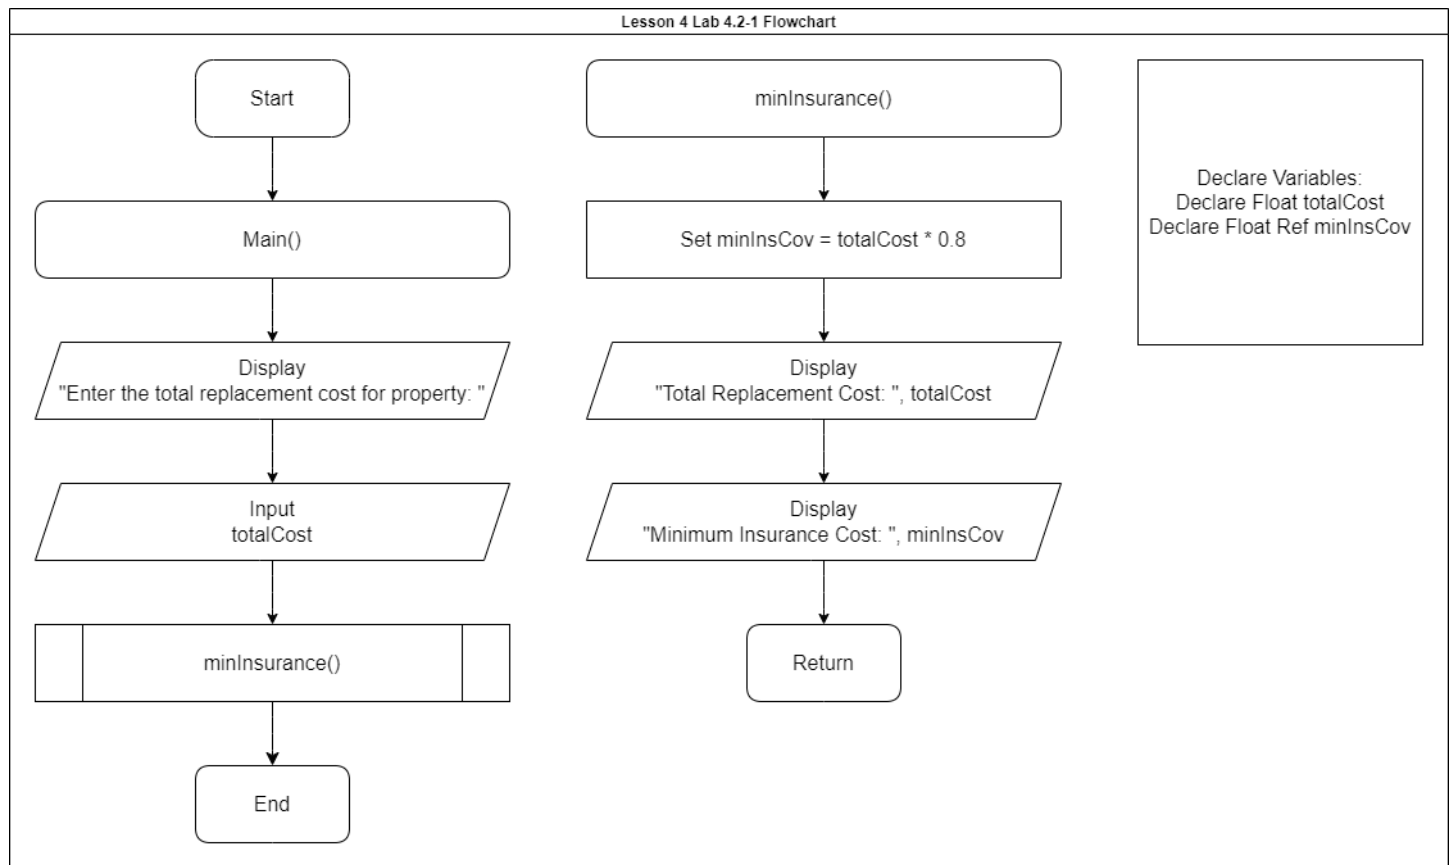 Lesson 4 Lab 4.2-1 Flowchart
Start
Main()
Display
"Enter the total replacement cost for property: "
Input
totalCost
minInsurance()
End
minInsurance()
Set minInsCov = totalCost * 0.8
Display
"Total Replacement Cost: ", totalCost
Display
"Minimum Insurance Cost: ", minInsCov
Return
Declare Variables:
Declare Float totalCost
Declare Float Ref minInsCov